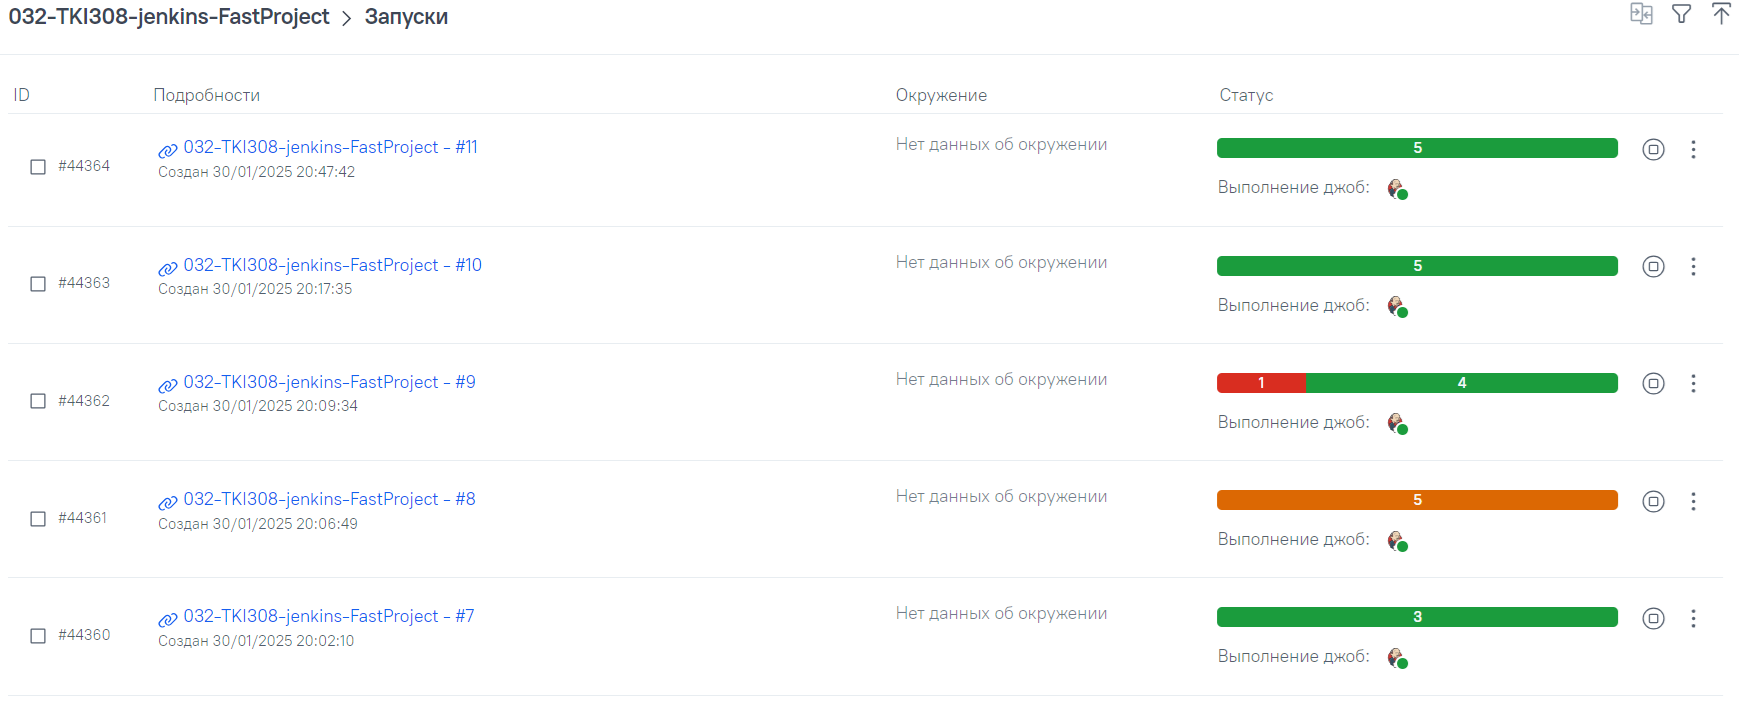 032-TKI308-jenkins-FastProject > Запуски
ID Подробности Окружение Статус
#44364 032-TKI308-jenkins-FastProject - #11 Нет данных об окружении 5
Создан 30/01/2025 20:47:42
Выполнение джоб:
#44363 032-TKI308-jenkins-FastProject - #10 Нет данных об окружении 5
Создан 30/01/2025 20:17:35
Выполнение джоб:
#44362 032-TKI308-jenkins-FastProject - #9 Нет данных об окружении 1 4
Создан 30/01/2025 20:09:34
Выполнение джоб:
#44361 032-TKI308-jenkins-FastProject - #8 Нет данных об окружении 5
Создан 30/01/2025 20:06:49
Выполнение джоб:
#44360 032-TKI308-jenkins-FastProject - #7 Нет данных об окружении 3
Создан 30/01/2025 20:02:10
Выполнение джоб: